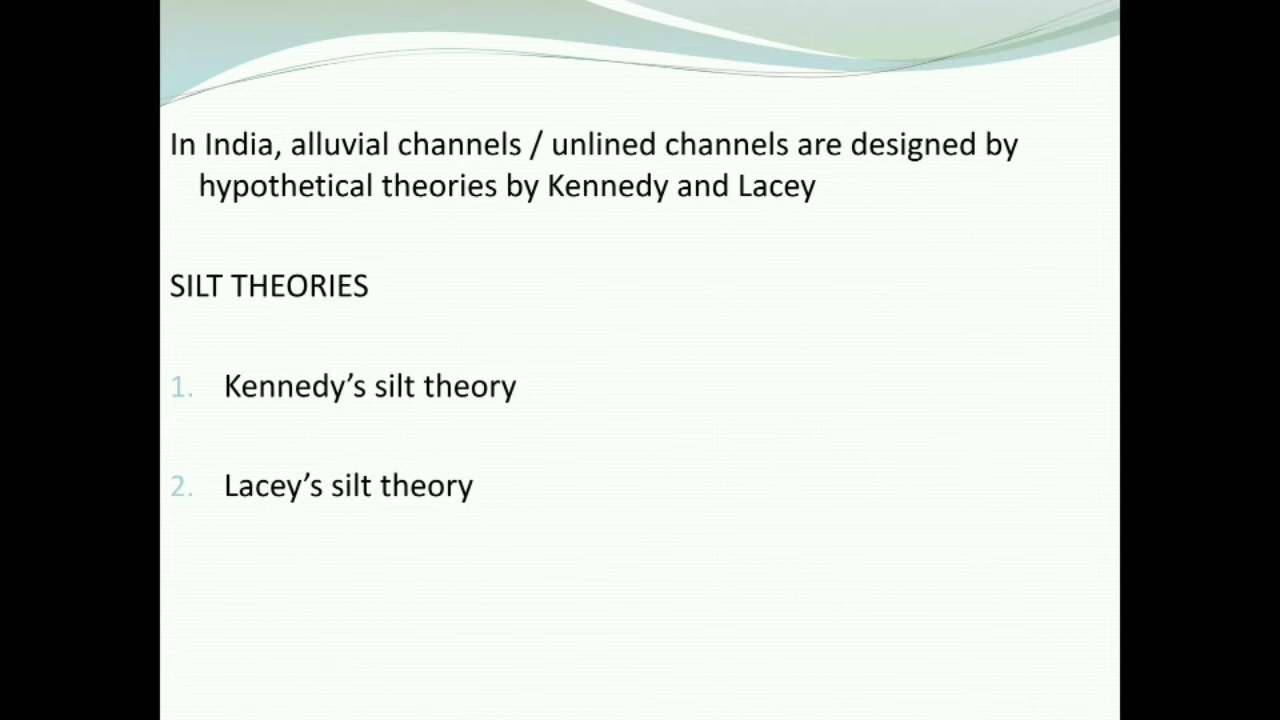 In India, alluvial channels / unlined channels are designed by
hypothetical theories by Kennedy and Lacey
SILT THEORIES
1. Kennedy’s silt theory
2. Lacey’s silt theory